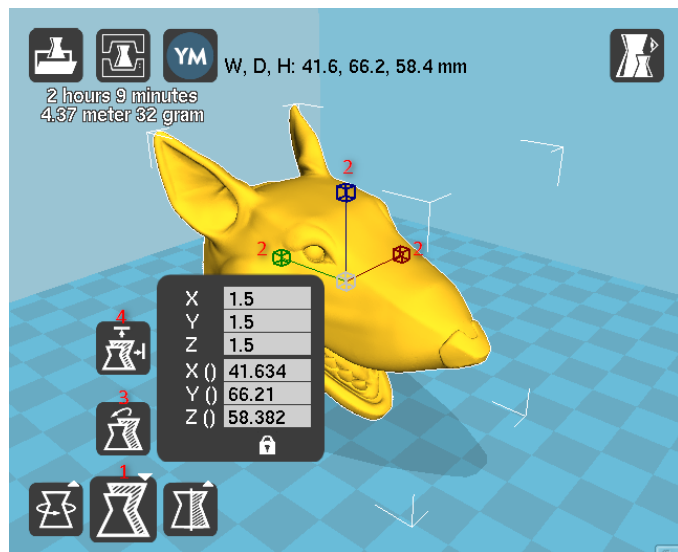 YM
W, D, H: 41.6, 66.2, 58.4 mm
2 hours 9 minutes
4.37 meter 32 gram
2
2
2
X 1.5
Y 1.5
Z 1.5
X () 41.634
Y () 66.21
Z () 58.382
4
3
1